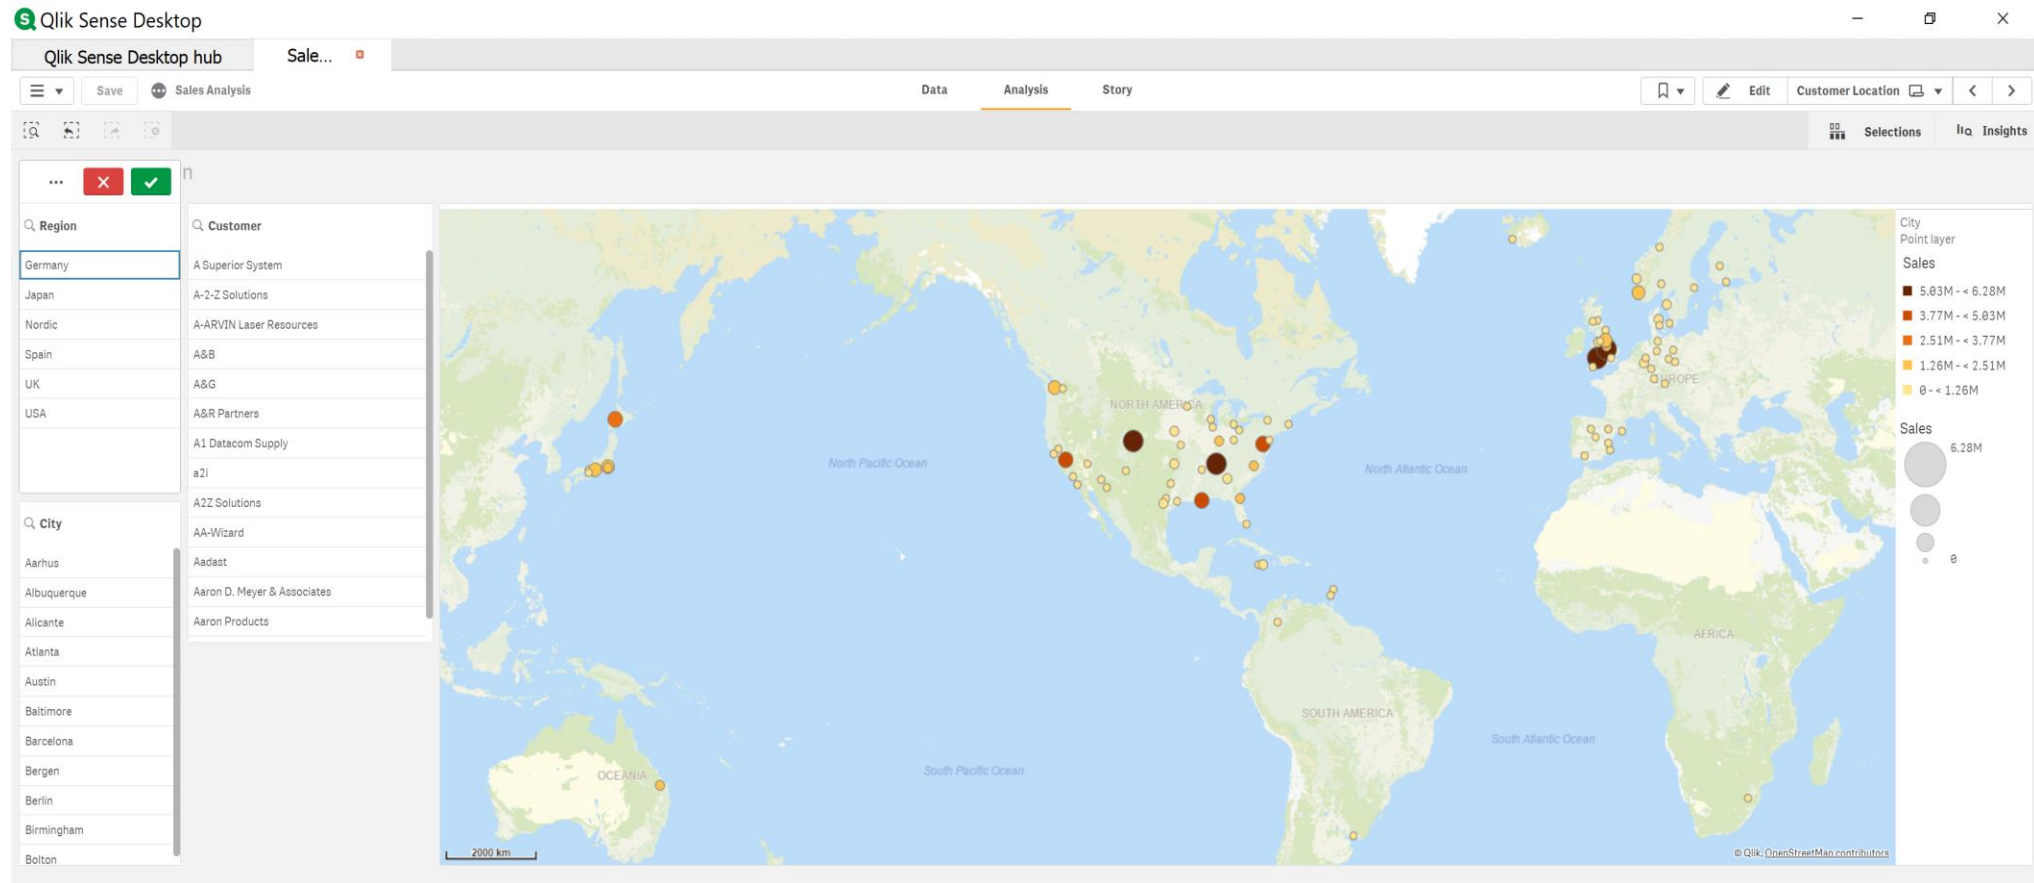 Qlik Sense Desktop
Qlik Sense Desktop hub
Sale...
Save
Sales Analysis
Data
Analysis
Story
Edit
Customer Location
Selections
Insights
n
Region
Germany
Japan
Nordic
Spain
UK
USA
City
Aarhus
Albuquerque
Alicante
Atlanta
Austin
Baltimore
Barcelona
Bergen
Berlin
Birmingham
Bolton
Customer
A Superior System
A-2-Z Solutions
A-ARVIN Laser Resources
A&B
A&G
A&R Partners
A1 Datacom Supply
a2i
A2Z Solutions
AA-Wizard
Aadast
Aaron D. Meyer & Associates
Aaron Products
NORTH AMERICA
EUROPE
North Pacific Ocean
North Atlantic Ocean
AFRICA
SOUTH AMERICA
South Atlantic Ocean
OCEANIA
South Pacific Ocean
2000 km
© Qlik, OpenStreetMap contributors
City
Point layer
Sales
5.03M - < 6.28M
3.77M - < 5.03M
2.51M - < 3.77M
1.26M - < 2.51M
0 - < 1.26M
Sales
6.28M
0